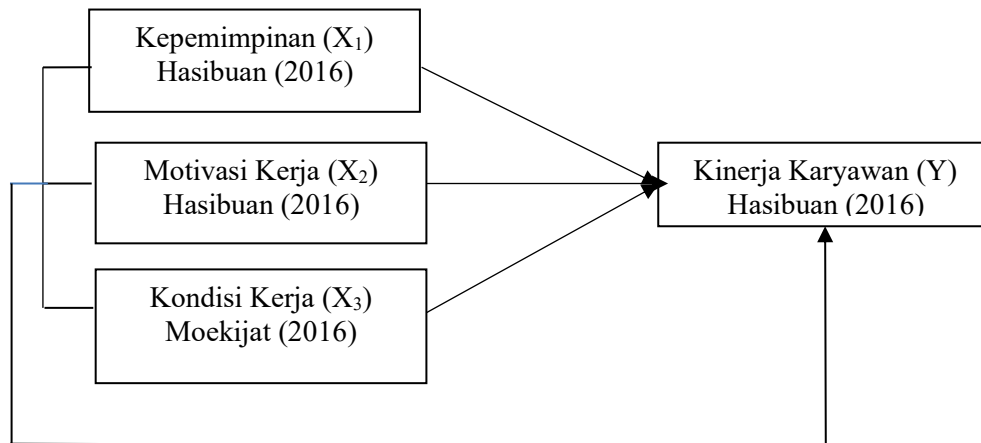 Kepemimpinan (X₁)
Hasibuan (2016)
Motivasi Kerja (X₂)
Hasibuan (2016)
Kondisi Kerja (X₃)
Moekijat (2016)
Kinerja Karyawan (Y)
Hasibuan (2016)